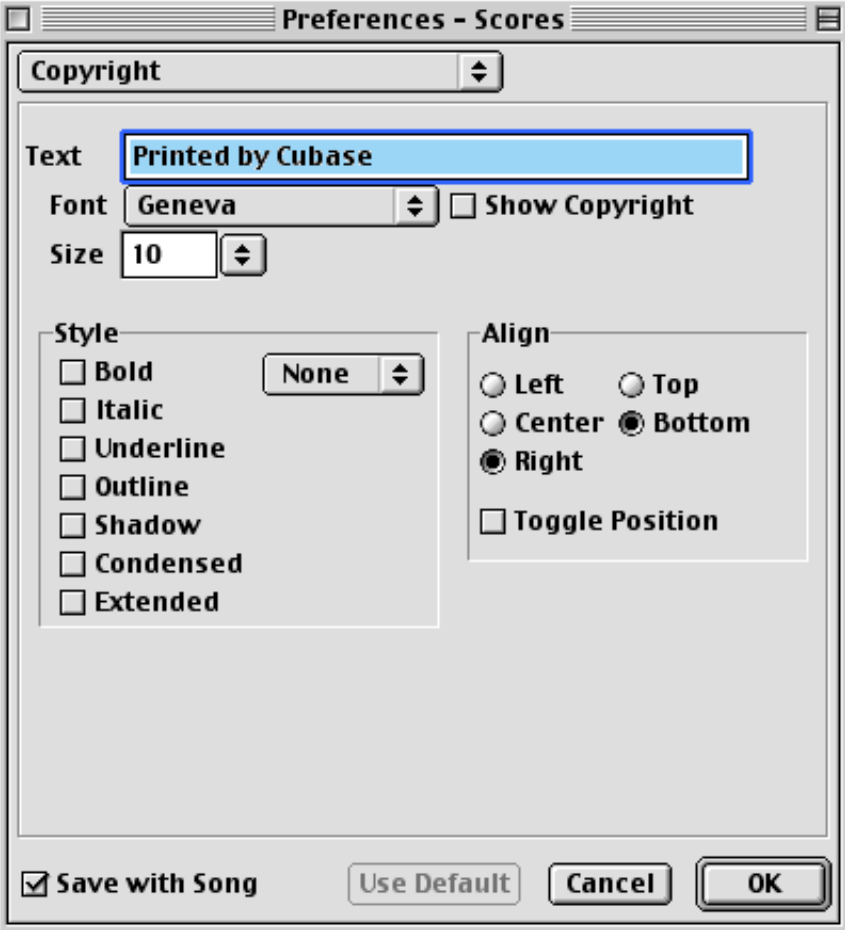 Preferences - Scores
Copyright
Text Printed by Cubase
Font Geneva Show Copyright
Size 10
Style
Bold None
Italic
Underline
Outline
Shadow
Condensed
Extended
Align
Left Top
Center Bottom
Right
Toggle Position
Save with Song Use Default Cancel OK